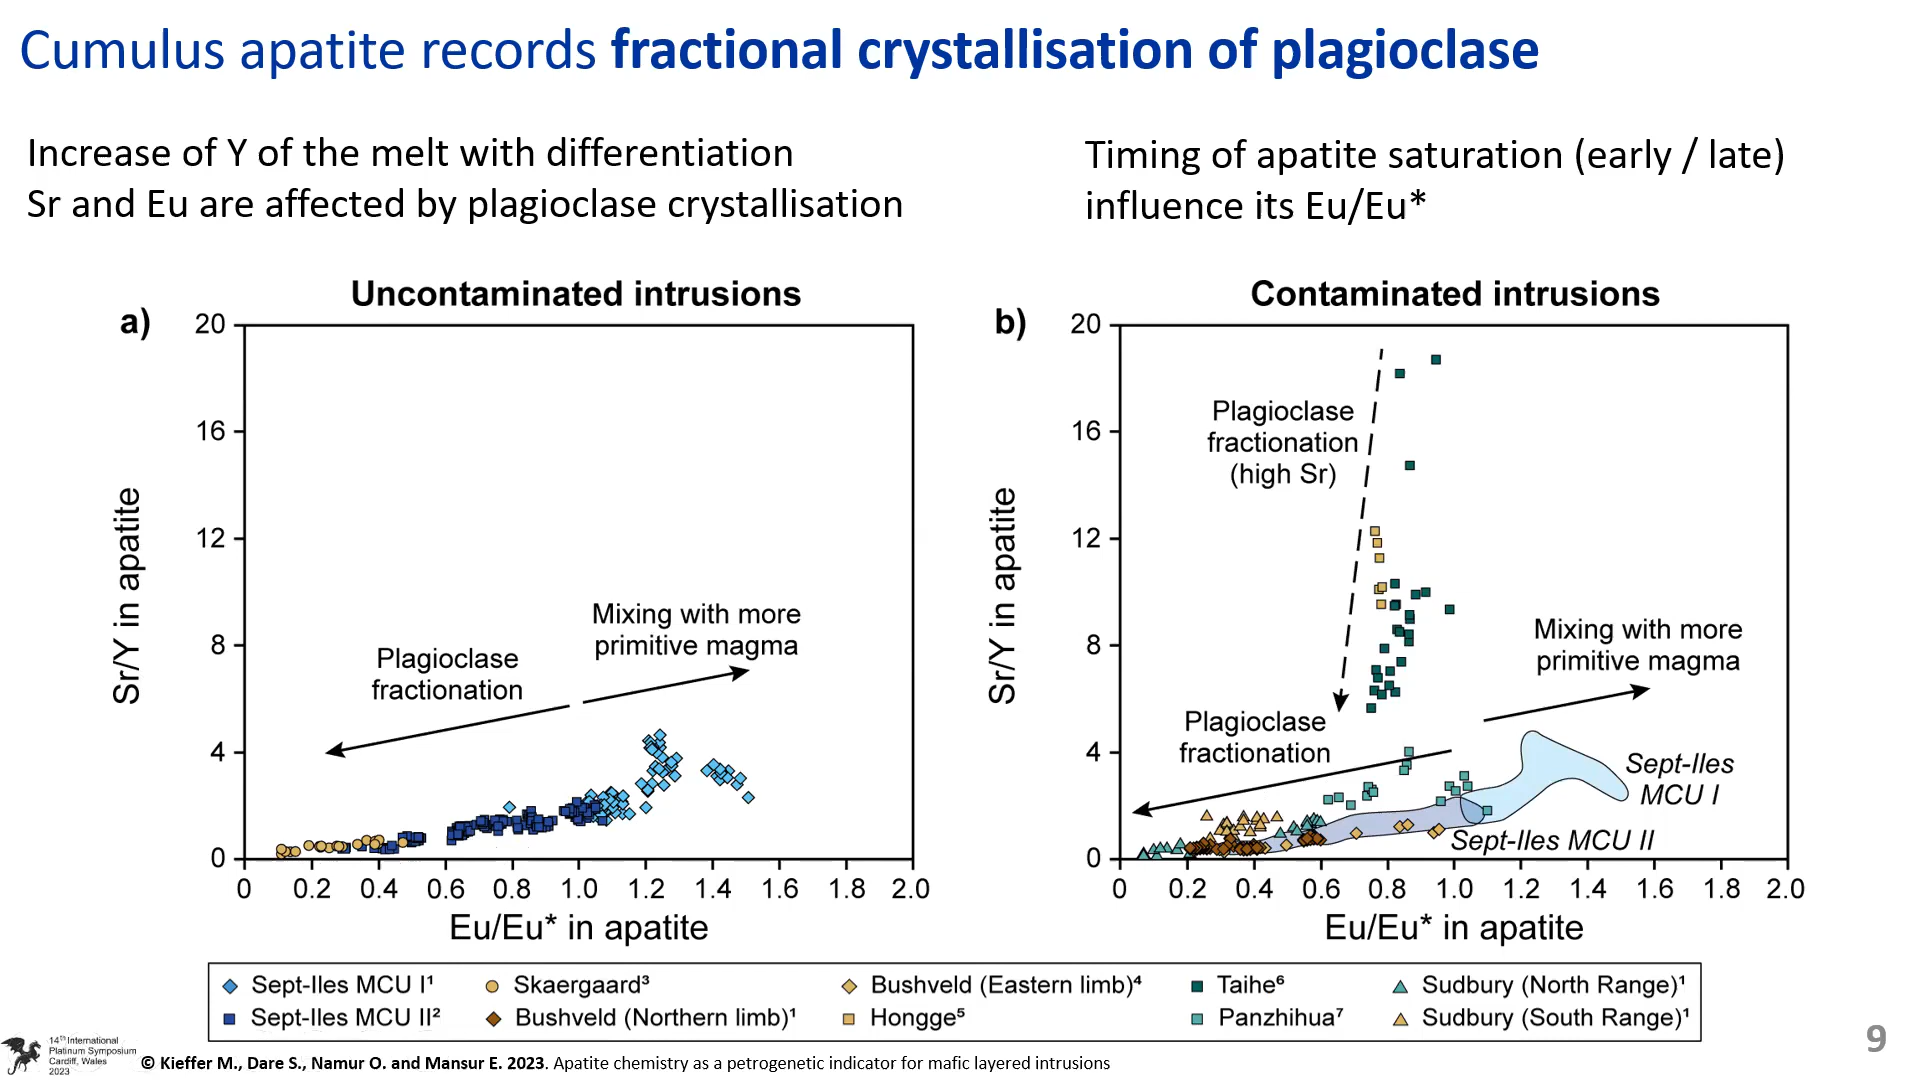 Cumulus apatite records fractional crystallisation of plagioclase
Increase of Y of the melt with differentiation
Sr and Eu are affected by plagioclase crystallisation
Timing of apatite saturation (early / late)
influence its Eu/Eu*
Uncontaminated intrusions
a)
20
16
12
8
4
0
Sr/Y in apatite
Plagioclase
fractionation
Mixing with more
primitive magma
0 0.2 0.4 0.6 0.8 1.0 1.2 1.4 1.6 1.8 2.0
Eu/Eu* in apatite
Contaminated intrusions
b)
20
16
12
8
4
0
Sr/Y in apatite
Plagioclase
fractionation
(high Sr)
Mixing with more
primitive magma
Plagioclase
fractionation
Sept-Iles
MCU I
Sept-Iles MCU II
0 0.2 0.4 0.6 0.8 1.0 1.2 1.4 1.6 1.8 2.0
Eu/Eu* in apatite
Sept-Iles MCU I¹ Skaergaard³ Bushveld (Eastern limb)⁴ Taihe⁶ Sudbury (North Range)¹
Sept-Iles MCU II² Bushveld (Northern limb)¹ Hongge⁵ Panzhihua⁷ Sudbury (South Range)¹
14th International
Platinum Symposium
Cardiff, Wales
2023
© Kieffer M., Dare S., Namur O. and Mansur E. 2023. Apatite chemistry as a petrogenetic indicator for mafic layered intrusions
9